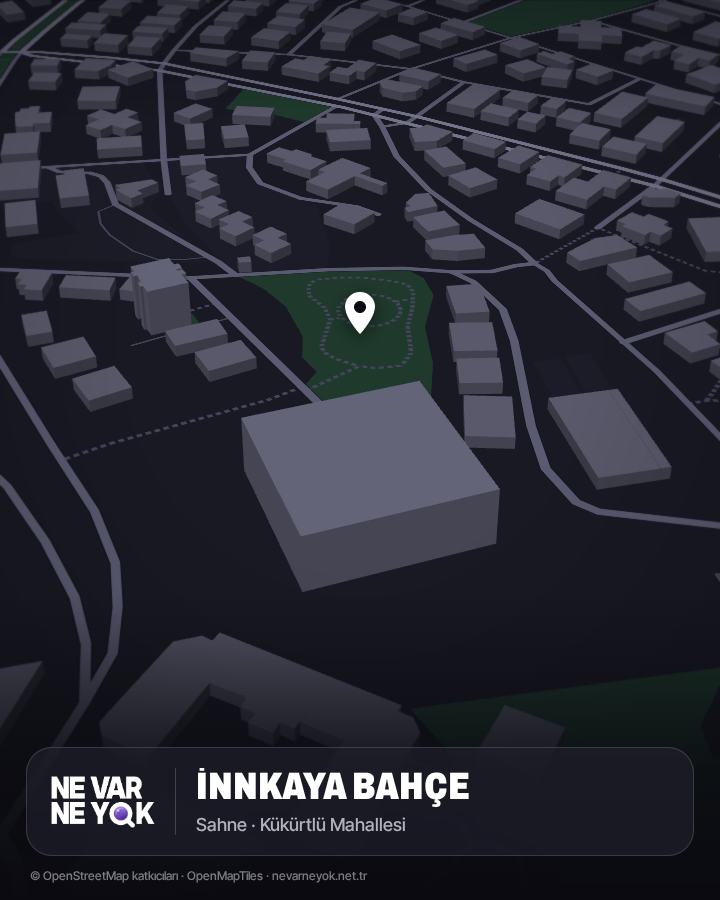 NE VAR
NE YOK
İNNKAYA BAHÇE
Sahne · Kükürtlü Mahallesi
© OpenStreetMap katkıcıları · OpenMapTiles · nevarneyok.net.tr